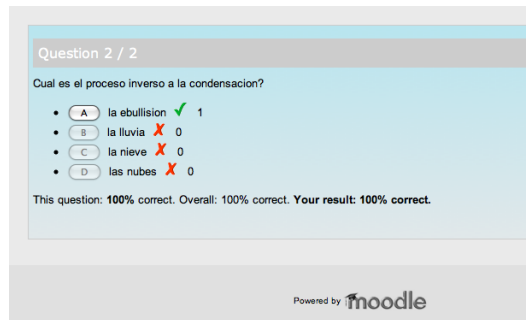 Question 2 / 2
Cual es el proceso inverso a la condensacion?
A la ebullision 1
B la lluvia 0
C la nieve 0
D las nubes 0
This question: 100% correct. Overall: 100% correct. Your result: 100% correct.
Powered by moodle